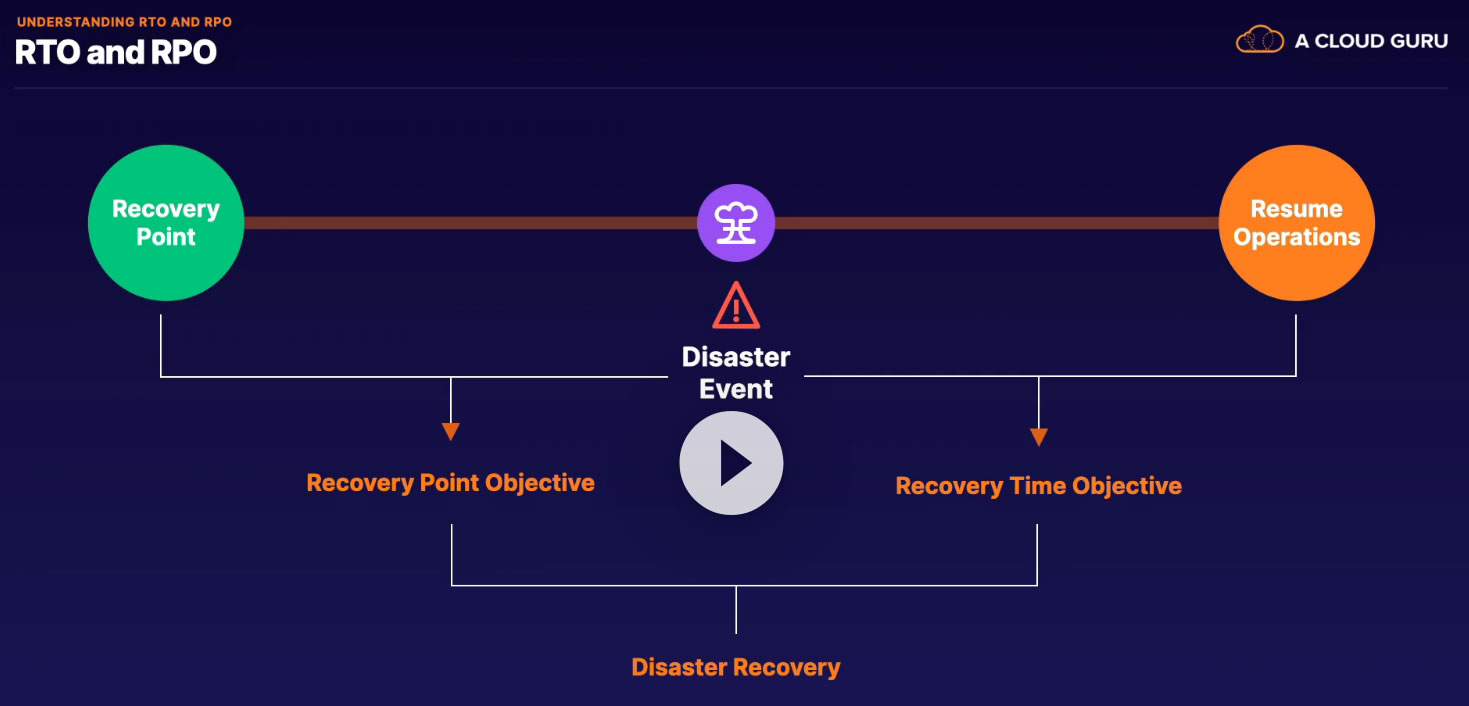 UNDERSTANDING RTO AND RPO
RTO and RPO
A CLOUD GURU
Recovery
Point
Resume
Operations
Disaster
Event
Recovery Point Objective
Recovery Time Objective
Disaster Recovery